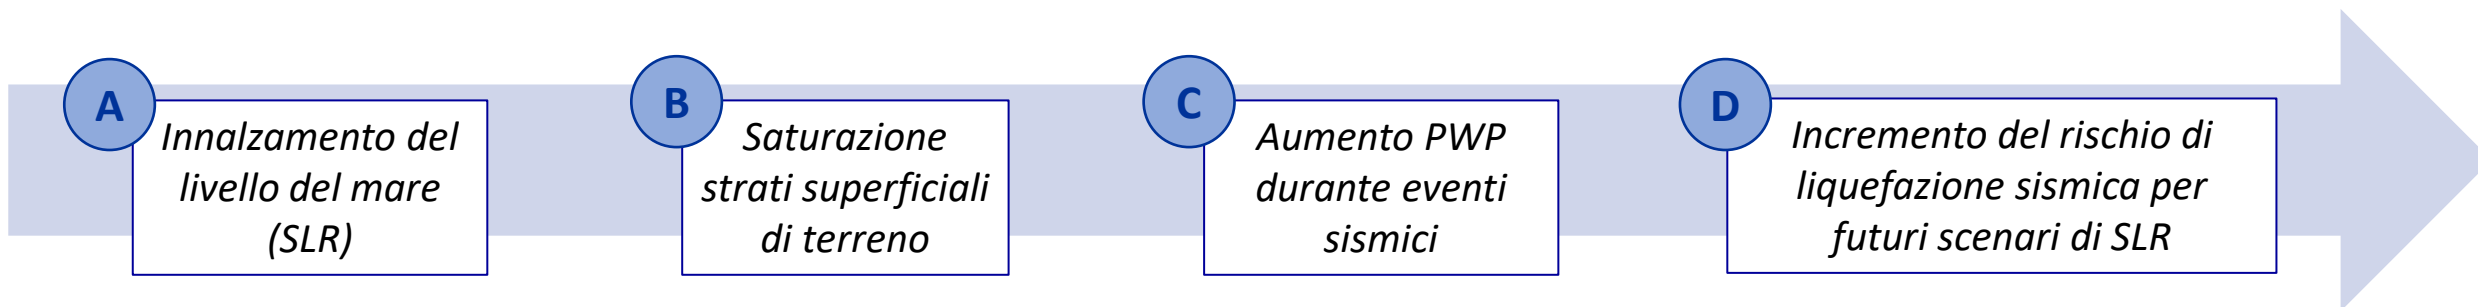 A
Innalzamento del
livello del mare
(SLR)
B
Saturazione
strati superficiali
di terreno
C
Aumento PWP
durante eventi
sismici
D
Incremento del rischio di
liquefazione sismica per
futuri scenari di SLR